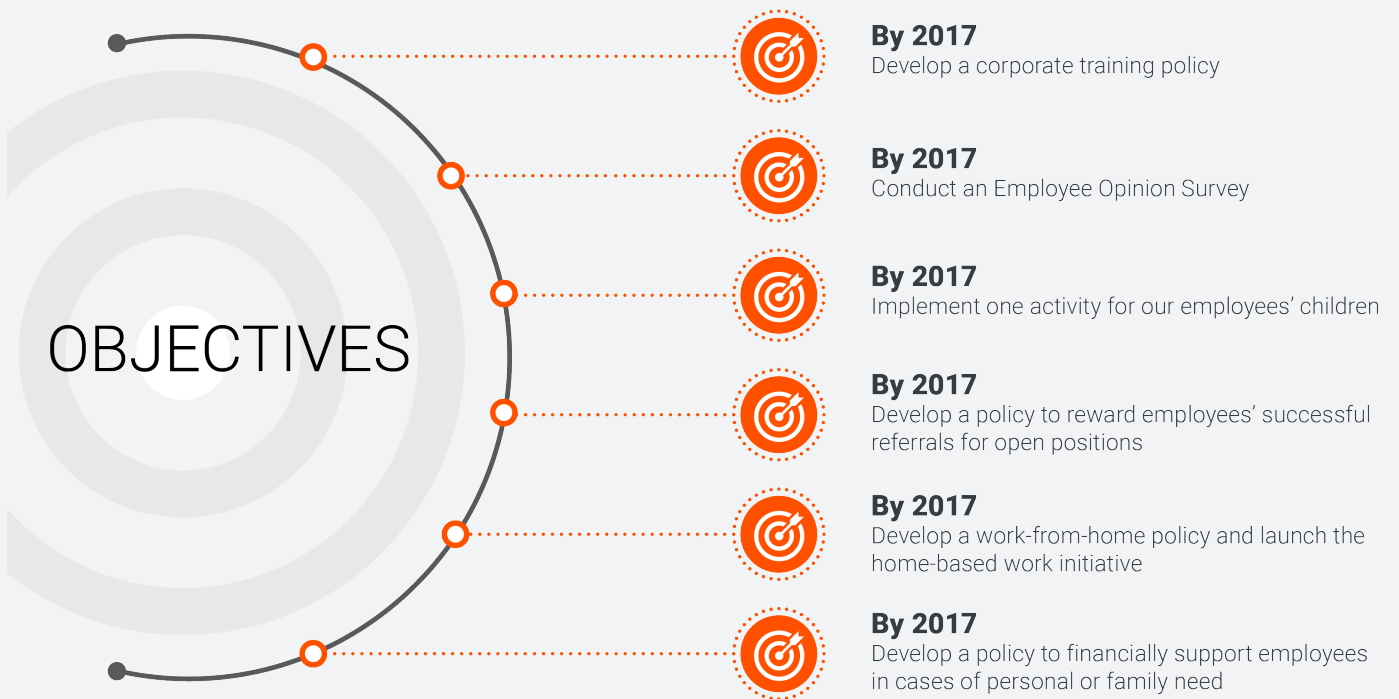 OBJECTIVES
By 2017
Develop a corporate training policy
By 2017
Conduct an Employee Opinion Survey
By 2017
Implement one activity for our employees’ children
By 2017
Develop a policy to reward employees’ successful
referrals for open positions
By 2017
Develop a work-from-home policy and launch the
home-based work initiative
By 2017
Develop a policy to financially support employees
in cases of personal or family need